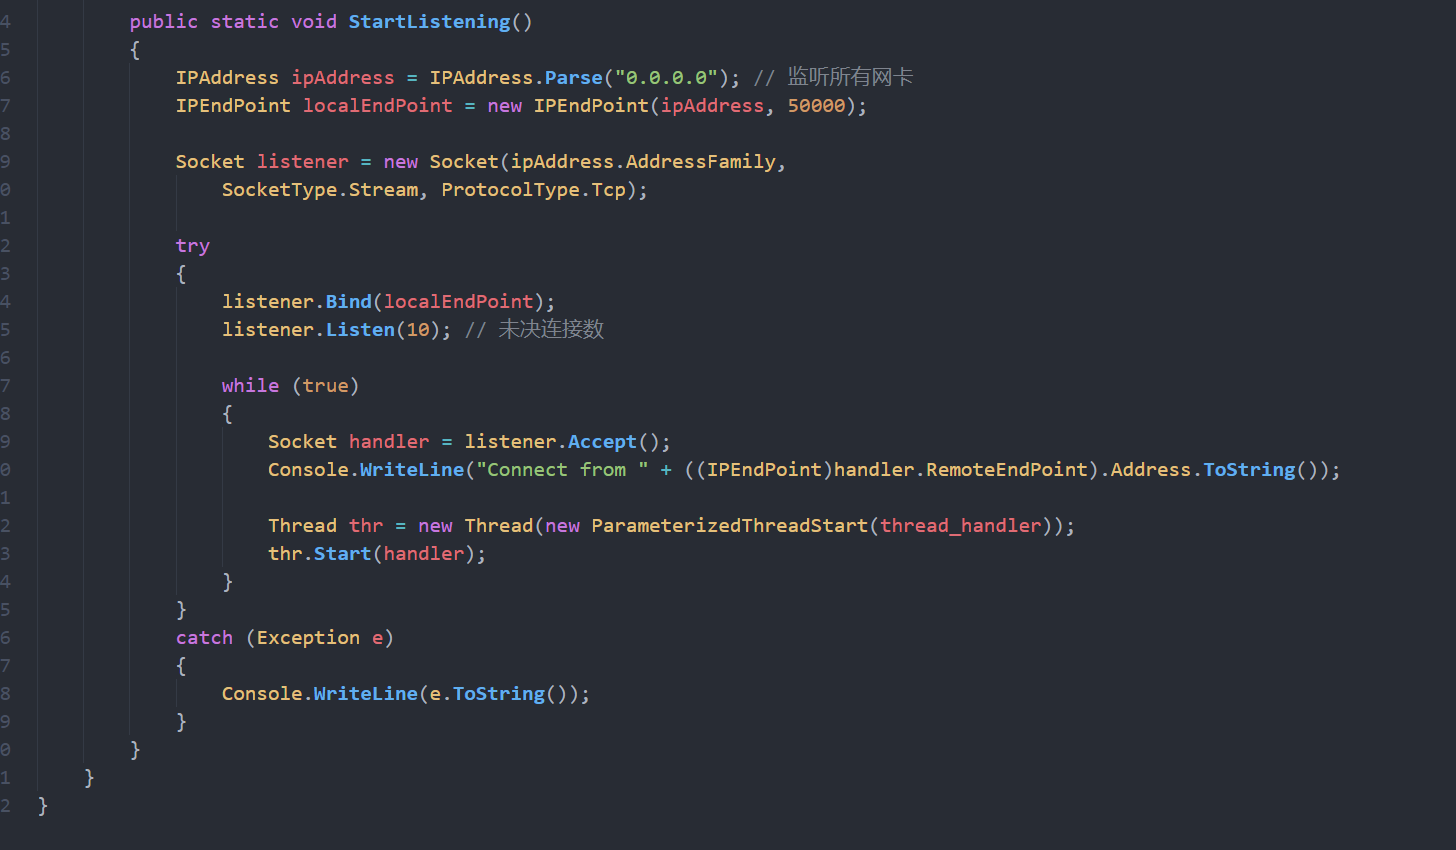 4 public static void StartListening()
5 {
6 IPAddress ipAddress = IPAddress.Parse("0.0.0.0"); // 监听所有网卡
7 IPEndPoint localEndPoint = new IPEndPoint(ipAddress, 50000);
8
9 Socket listener = new Socket(ipAddress.AddressFamily,
0 SocketType.Stream, ProtocolType.Tcp);
1
2 try
3 {
4 listener.Bind(localEndPoint);
5 listener.Listen(10); // 未决连接数
6
7 while (true)
8 {
9 Socket handler = listener.Accept();
0 Console.WriteLine("Connect from " + ((IPEndPoint)handler.RemoteEndPoint).Address.ToString());
1
2 Thread thr = new Thread(new ParameterizedThreadStart(thread_handler));
3 thr.Start(handler);
4 }
5 }
6 catch (Exception e)
7 {
8 Console.WriteLine(e.ToString());
9 }
0 }
1 }
2 }